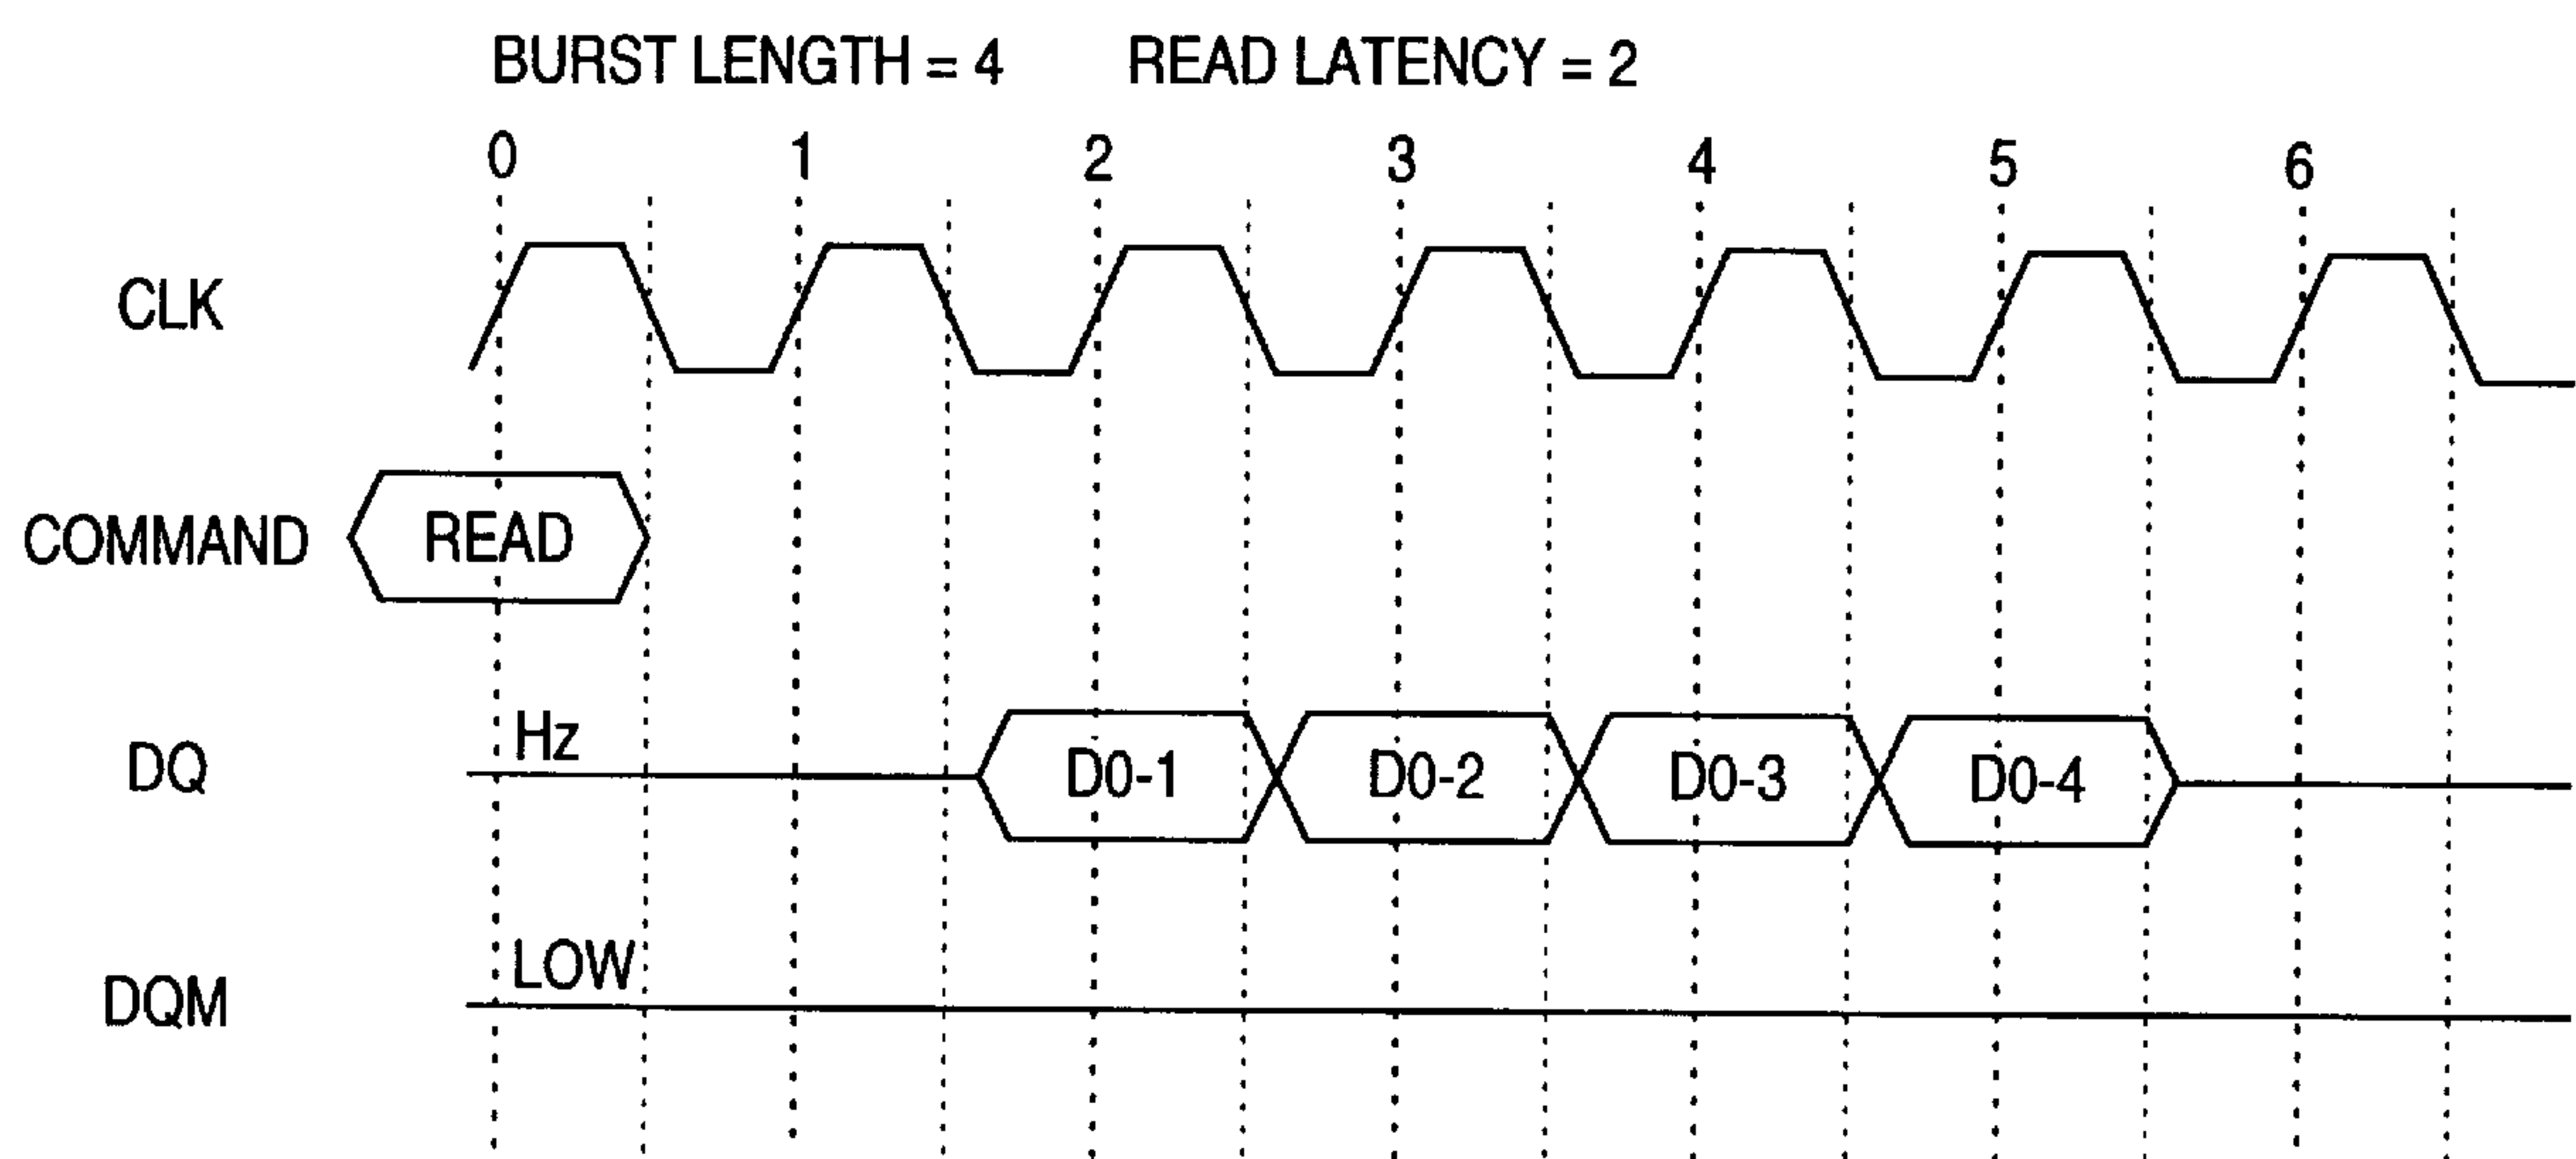 BURST LENGTH = 4 READ LATENCY = 2
0 1 2 3 4 5 6
CLK
COMMAND READ
Hz
DQ D0-1 D0-2 D0-3 D0-4
LOW
DQM